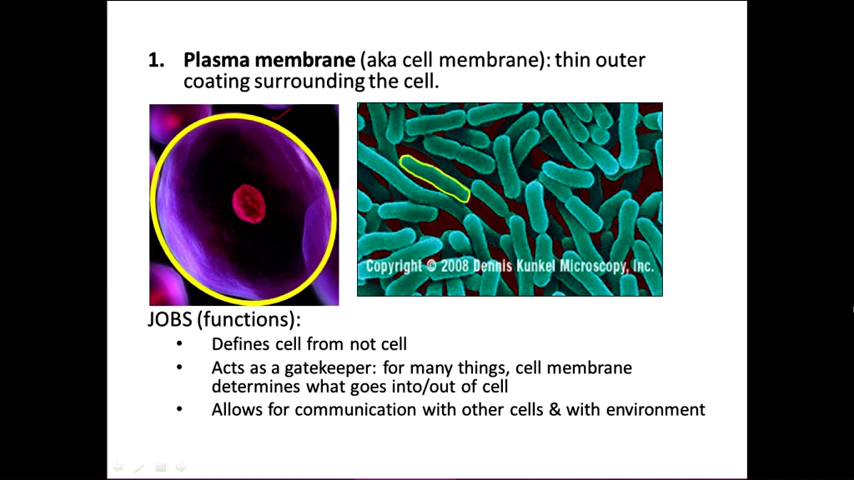 1. Plasma membrane (aka cell membrane): thin outer
coating surrounding the cell.
Copyright © 2008 Dennis Kunkel Microscopy, Inc.
JOBS (functions):
• Defines cell from not cell
• Acts as a gatekeeper: for many things, cell membrane
determines what goes into/out of cell
• Allows for communication with other cells & with environment